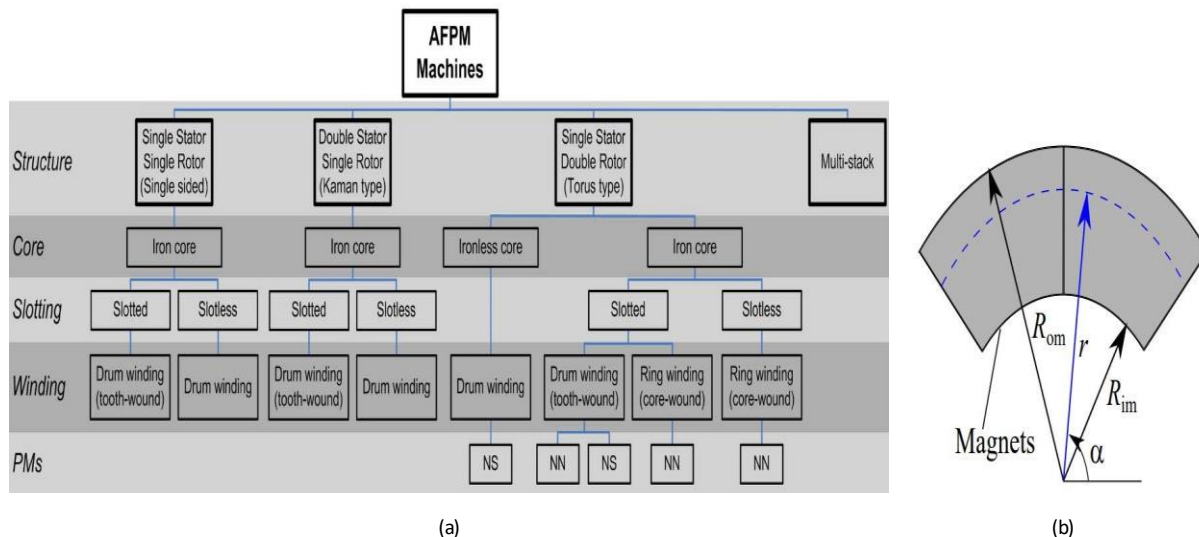 AFPM
Machines
Structure
Single Stator
Single Rotor
(Single sided)
Double Stator
Single Rotor
(Kaman type)
Single Stator
Double Rotor
(Torus type)
Multi-stack
Core
Iron core
Iron core
Ironless core
Iron core
Slotting
Slotted
Slotless
Slotted
Slotless
Slotted
Slotless
Winding
Drum winding
(tooth-wound)
Drum winding
Drum winding
(tooth-wound)
Drum winding
Drum winding
Drum winding
(tooth-wound)
Ring winding
(core-wound)
Ring winding
(core-wound)
PMs
NS
NN
NS
NN
NN
(a)
Rom
r
Rim
Magnets
α
(b)